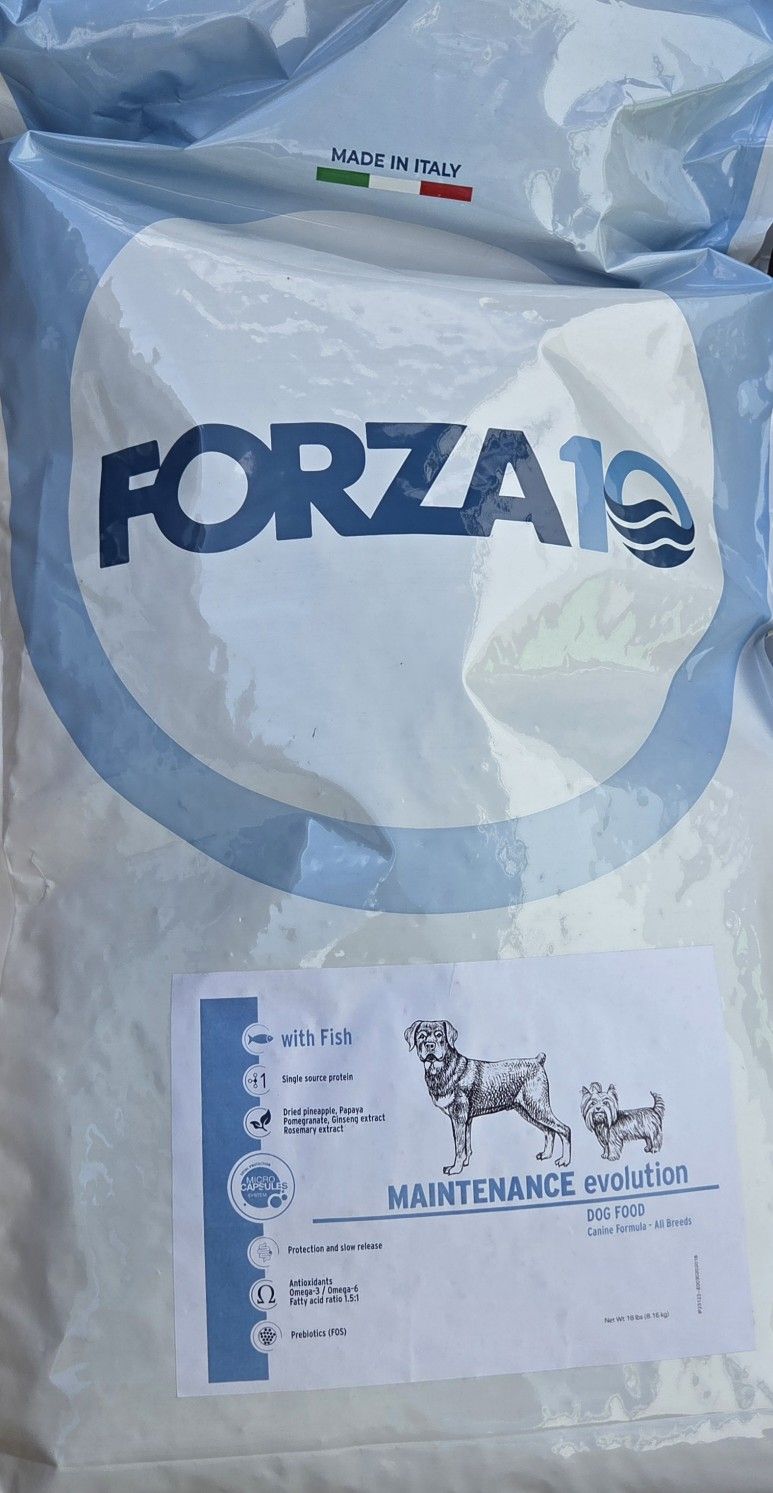 MADE IN ITALY
FORZA10
with Fish
1
Single source protein
Dried pineapple, Papaya
Pomegranate, Ginseng extract
Rosemary extract
MICRO
CAPSULES
SYSTEM
MAINTENANCE evolution
DOG FOOD
Canine Formula - All Breeds
Protection and slow release
Ω
Antioxidants
Omega-3 / Omega-6
Fatty acid ratio 1.5:1
Net Wt 18 lbs (8.16 kg)
Prebiotics (FOS)